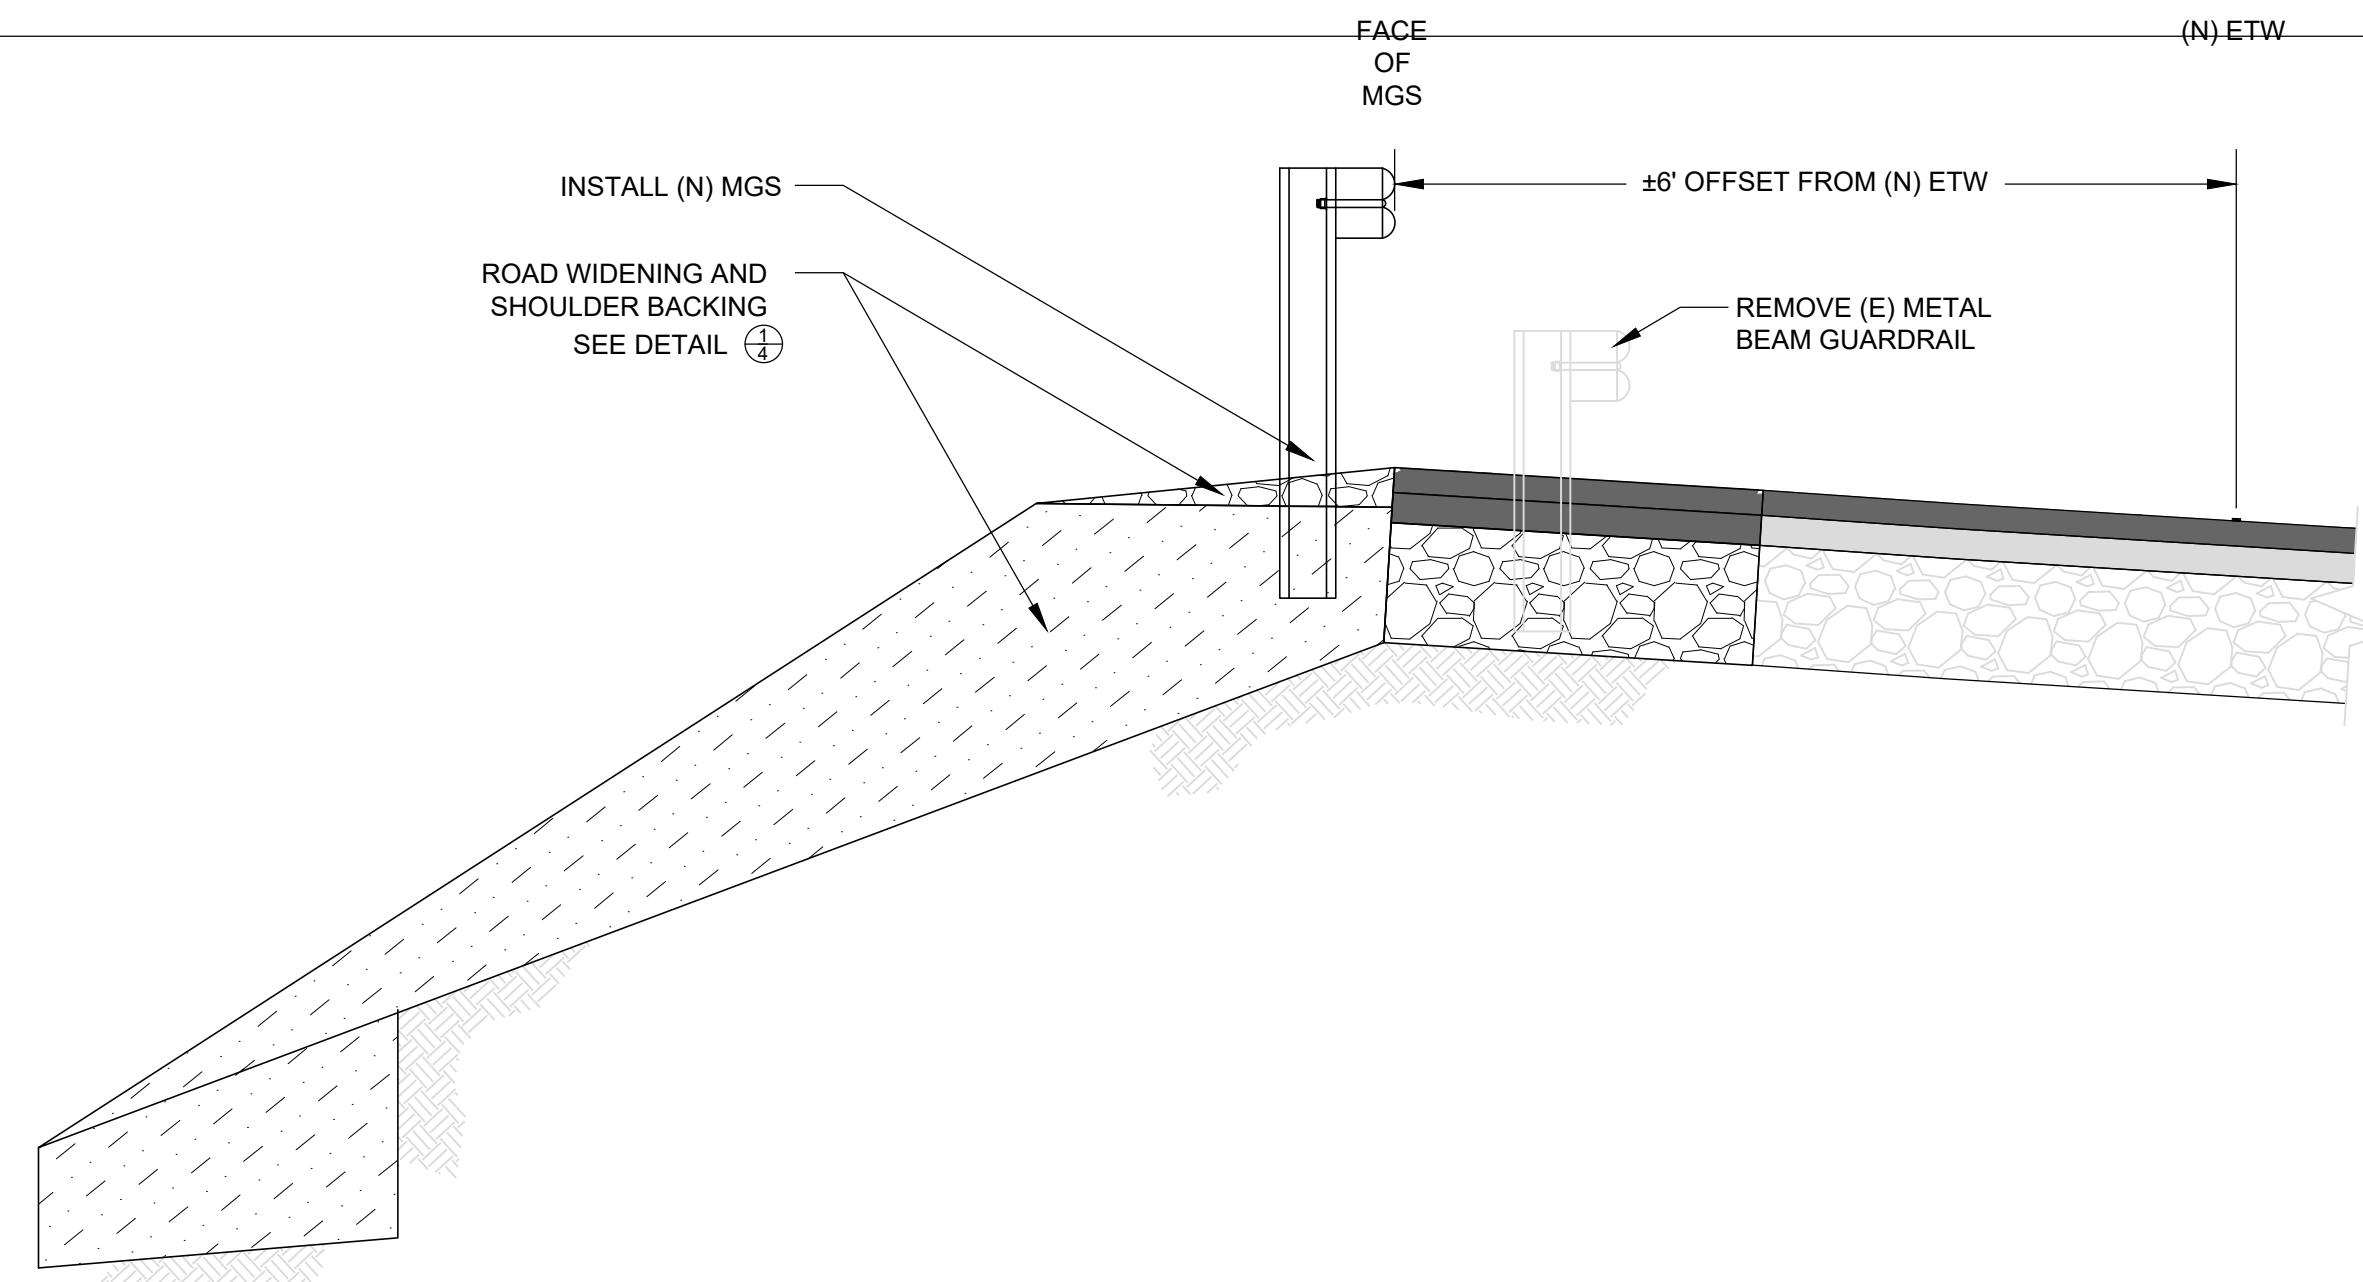 FACE
OF
MGS
(N) ETW
INSTALL (N) MGS
±6' OFFSET FROM (N) ETW
ROAD WIDENING AND
SHOULDER BACKING
SEE DETAIL 1
4
REMOVE (E) METAL
BEAM GUARDRAIL